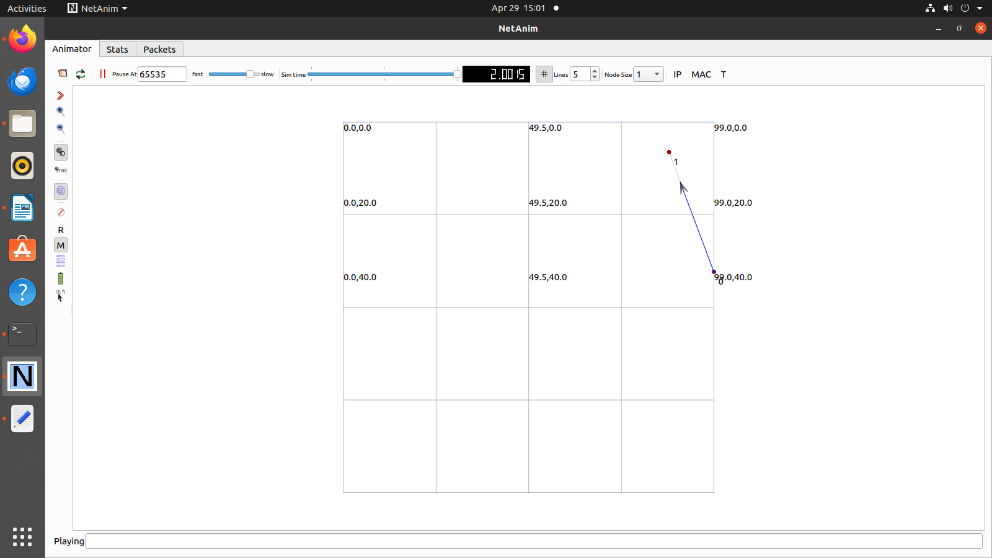 Activities
NetAnim
Apr 29 15:01
NetAnim
Animator Stats Packets
Pause At 65535 fast slow Sim time 2.0015 # Lines 5 Node Size 1 IP MAC T
0.0,0.0 49.5,0.0 99.0,0.0
1
0.0,20.0 49.5,20.0 99.0,20.0
R
M
0.0,40.0 49.5,40.0 99.0,40.0
0
?
>_
N
Playing